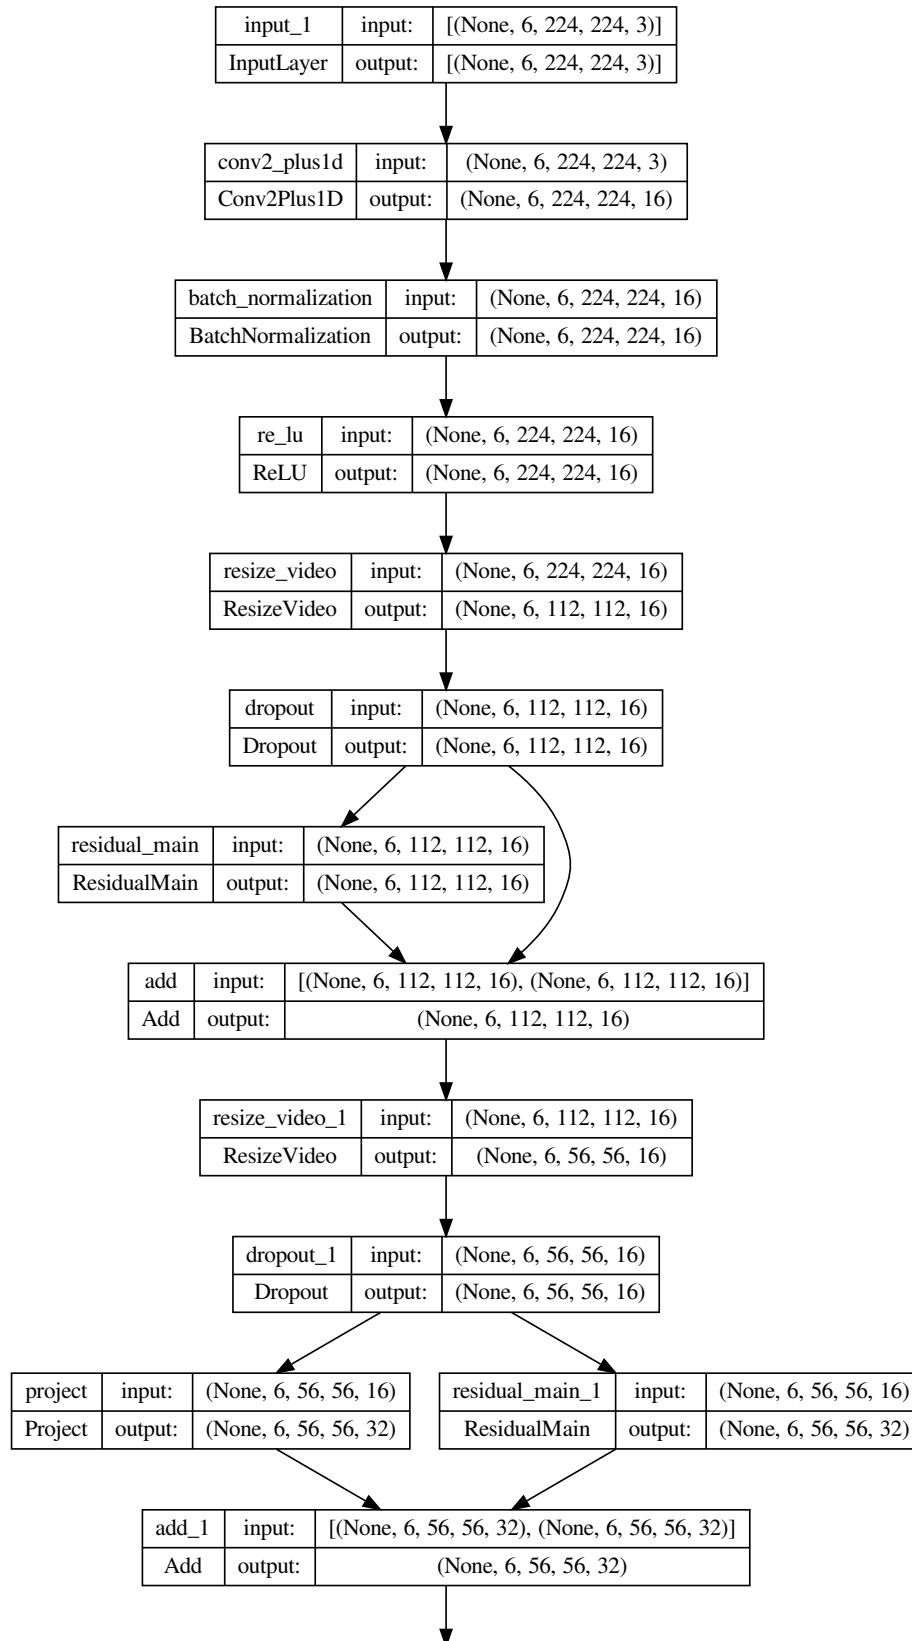 input_1 input: [(None, 6, 224, 224, 3)]
InputLayer output: [(None, 6, 224, 224, 3)]
conv2_plus1d input: (None, 6, 224, 224, 3)
Conv2Plus1D output: (None, 6, 224, 224, 16)
batch_normalization input: (None, 6, 224, 224, 16)
BatchNormalization output: (None, 6, 224, 224, 16)
re_lu input: (None, 6, 224, 224, 16)
ReLU output: (None, 6, 224, 224, 16)
resize_video input: (None, 6, 224, 224, 16)
ResizeVideo output: (None, 6, 112, 112, 16)
dropout input: (None, 6, 112, 112, 16)
Dropout output: (None, 6, 112, 112, 16)
residual_main input: (None, 6, 112, 112, 16)
ResidualMain output: (None, 6, 112, 112, 16)
add input: [(None, 6, 112, 112, 16), (None, 6, 112, 112, 16)]
Add output: (None, 6, 112, 112, 16)
resize_video_1 input: (None, 6, 112, 112, 16)
ResizeVideo output: (None, 6, 56, 56, 16)
dropout_1 input: (None, 6, 56, 56, 16)
Dropout output: (None, 6, 56, 56, 16)
project input: (None, 6, 56, 56, 16)
Project output: (None, 6, 56, 56, 32)
residual_main_1 input: (None, 6, 56, 56, 16)
ResidualMain output: (None, 6, 56, 56, 32)
add_1 input: [(None, 6, 56, 56, 32), (None, 6, 56, 56, 32)]
Add output: (None, 6, 56, 56, 32)